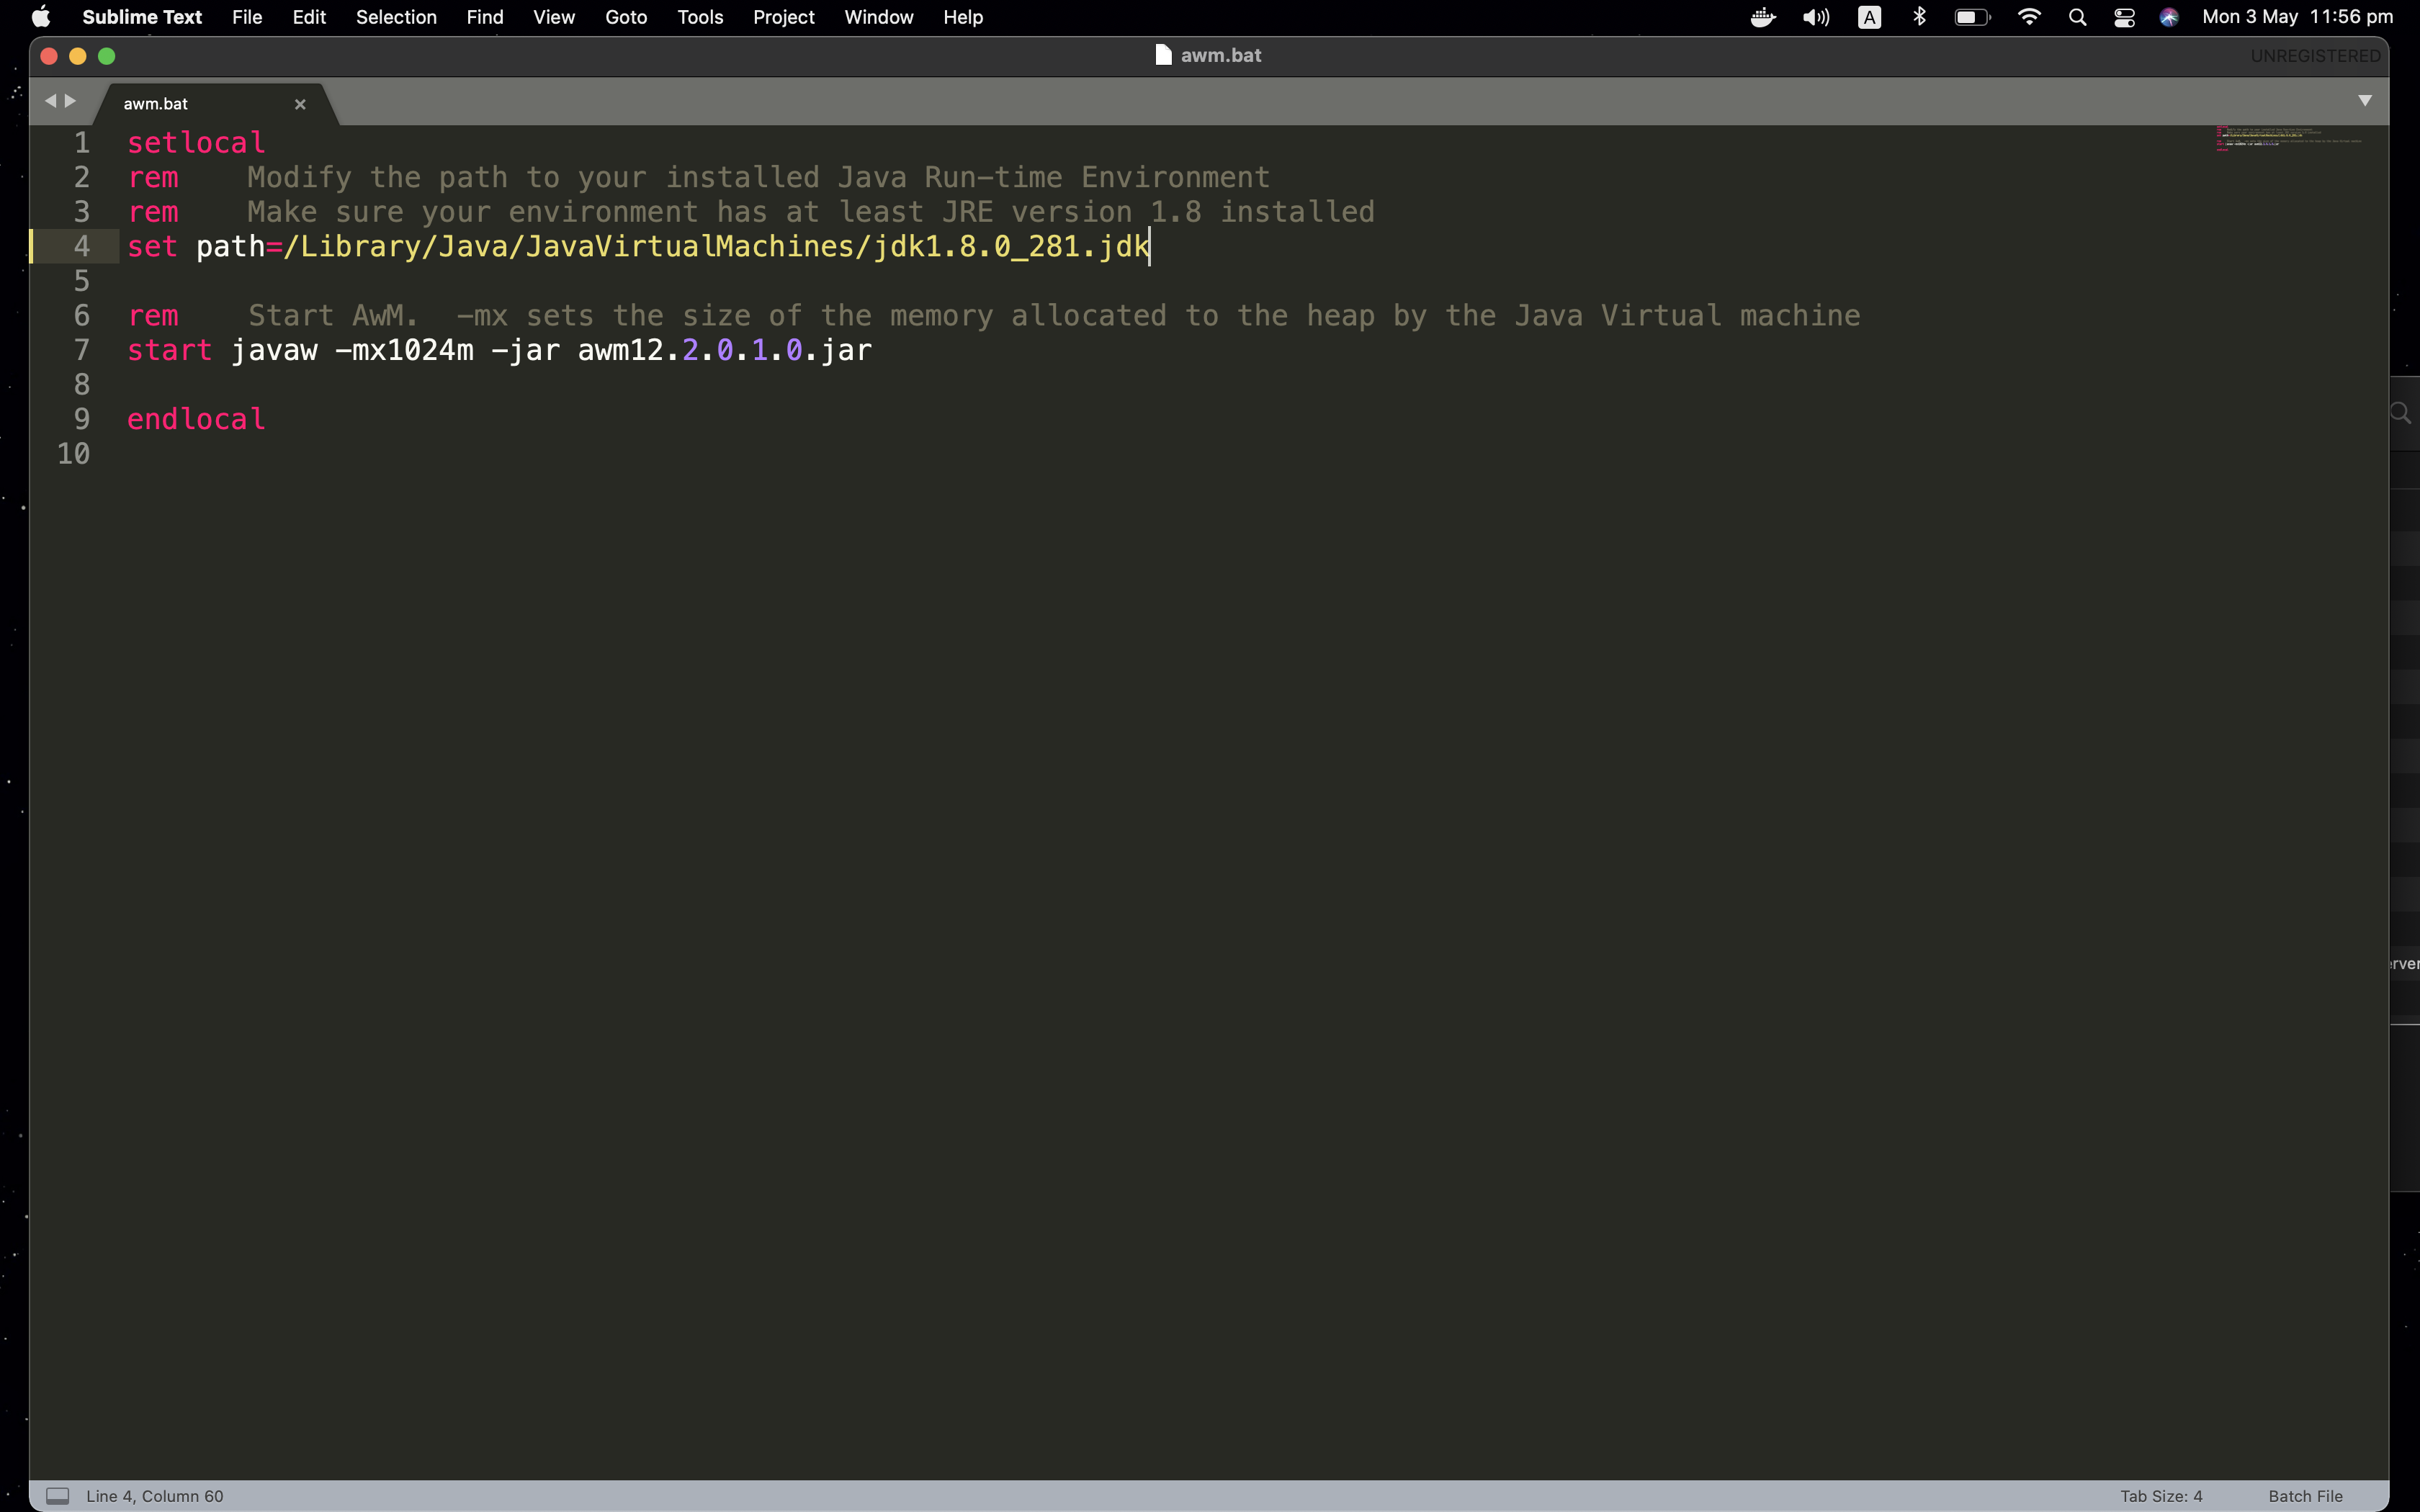 Sublime Text File Edit Selection Find View Goto Tools Project Window Help A Mon 3 May 11:56 pm
awm.bat UNREGISTERED
awm.bat ×
1 setlocal
2 rem Modify the path to your installed Java Run-time Environment
3 rem Make sure your environment has at least JRE version 1.8 installed
4 set path=/Library/Java/JavaVirtualMachines/jdk1.8.0_281.jdk
5
6 rem Start AwM. -mx sets the size of the memory allocated to the heap by the Java Virtual machine
7 start javaw -mx1024m -jar awm12.2.0.1.0.jar
8
9 endlocal
10
Line 4, Column 60 Tab Size: 4 Batch File